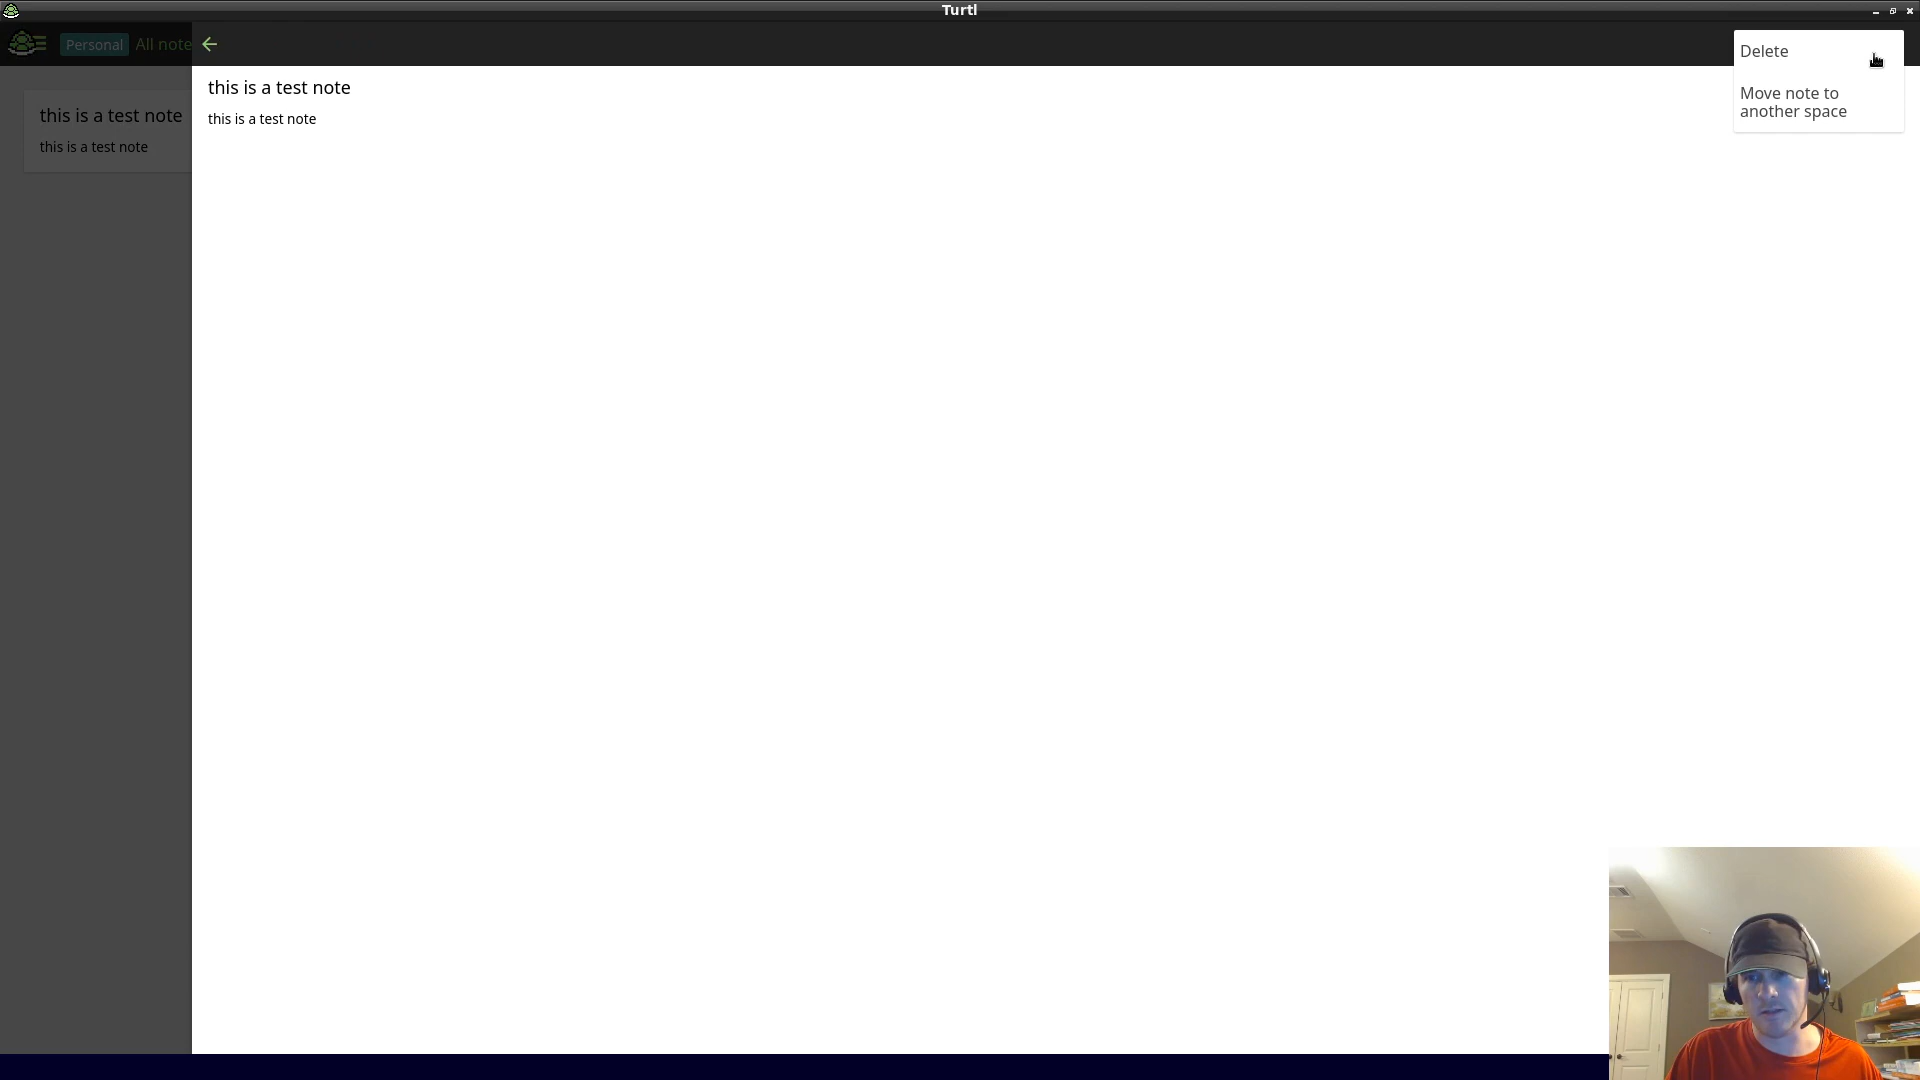 Turtl
Personal All note
Delete
Move note to
another space
this is a test note
this is a test note
this is a test note
this is a test note